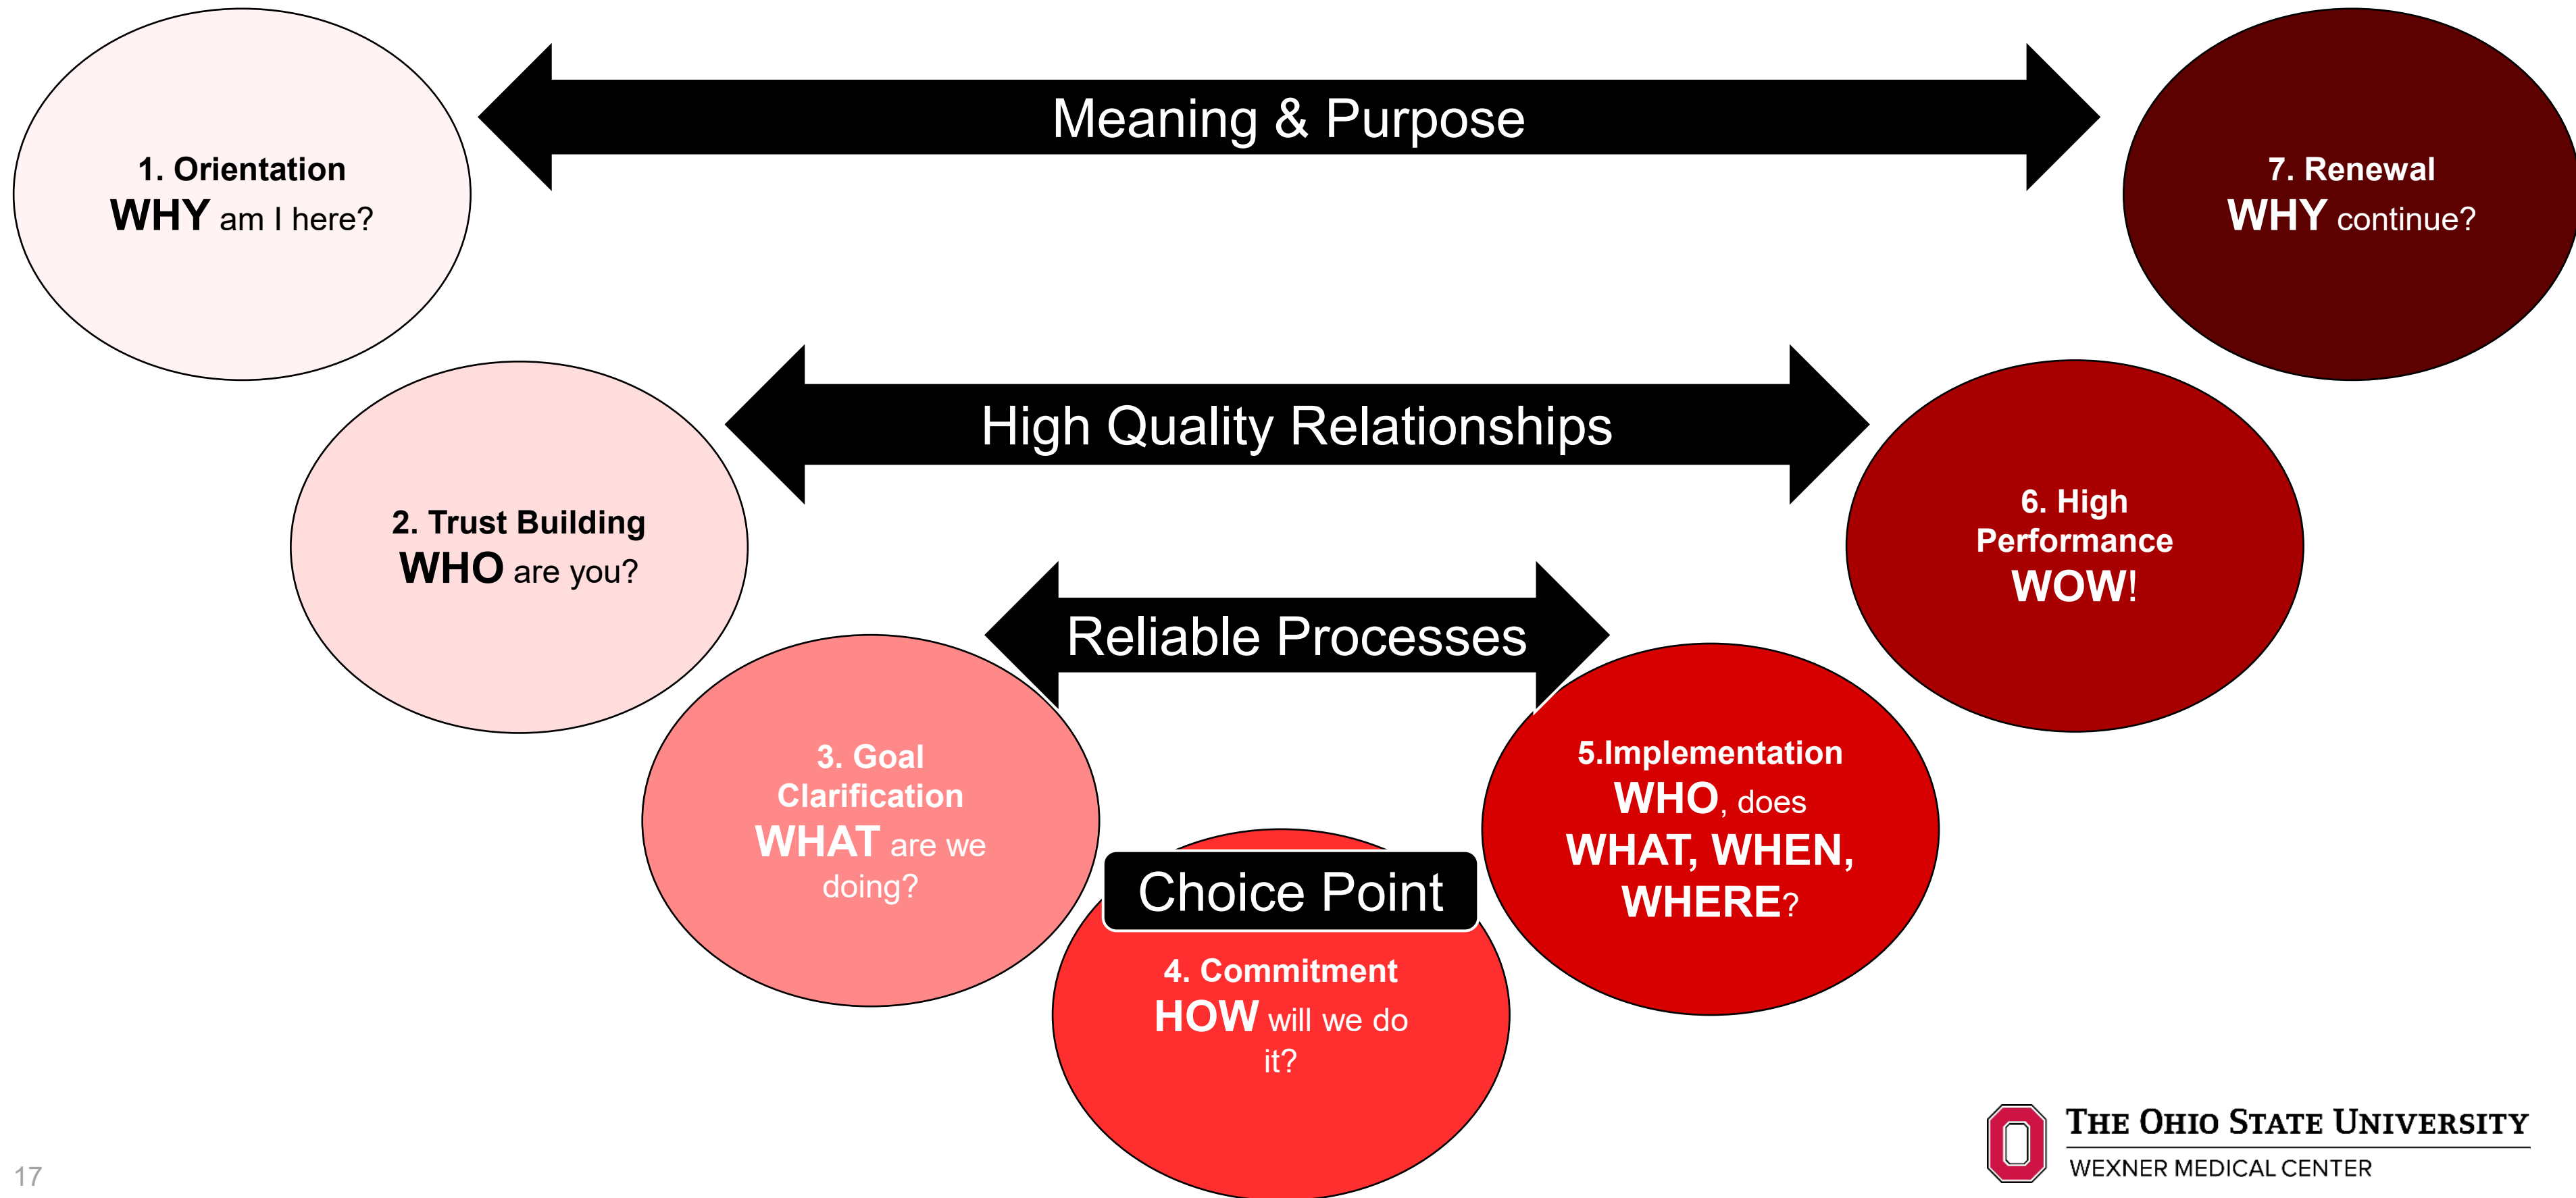 Meaning & Purpose
1. Orientation
WHY am I here?
7. Renewal
WHY continue?
High Quality Relationships
2. Trust Building
WHO are you?
6. High
Performance
WOW!
Reliable Processes
3. Goal
Clarification
WHAT are we
doing?
5.Implementation
WHO, does
WHAT, WHEN,
WHERE?
Choice Point
4. Commitment
HOW will we do
it?
THE OHIO STATE UNIVERSITY
WEXNER MEDICAL CENTER
17